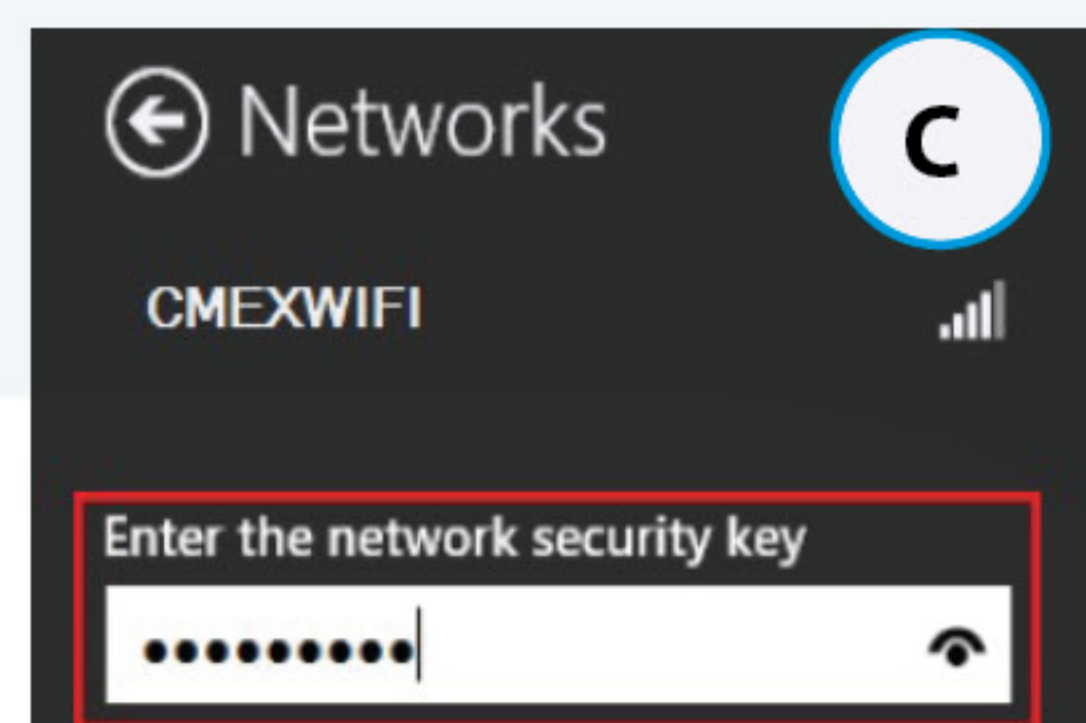 Networks
C
CMEXWIFI
Enter the network security key
•••••••••